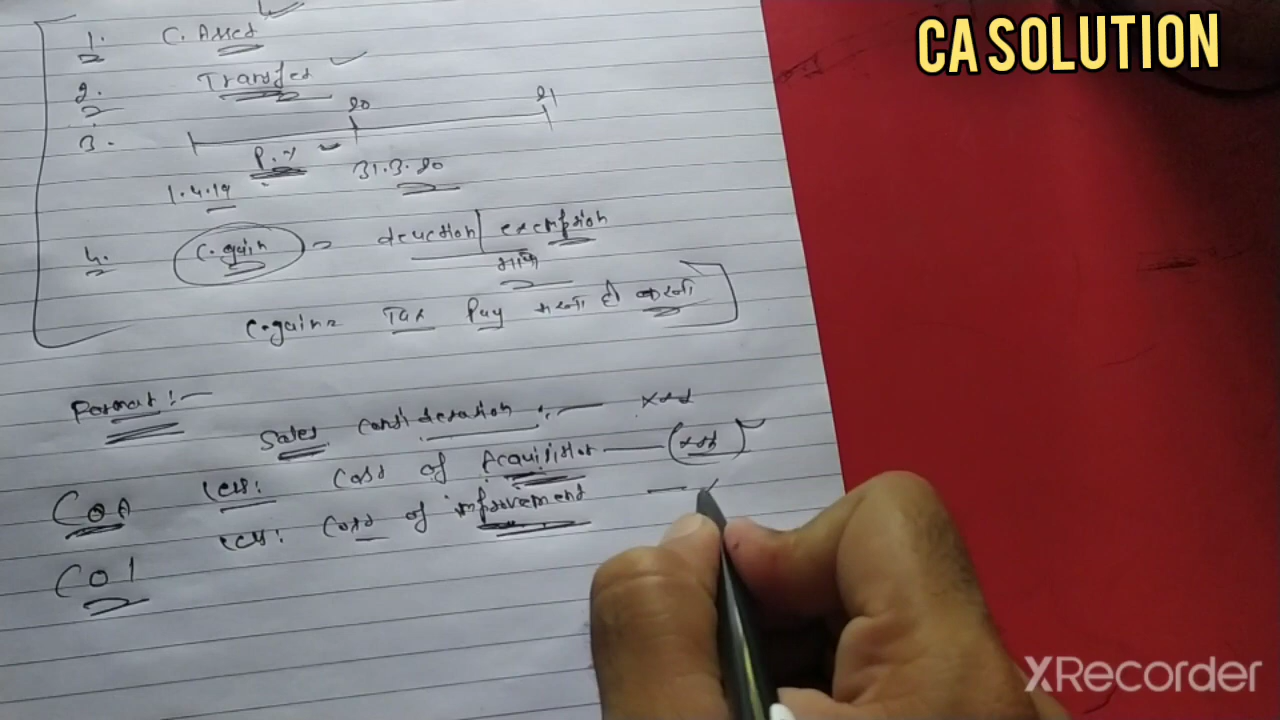 CA SOLUTION
1. C. Asset
2. Transfer
20 21
3.
P.Y
1.4.19 31.3.20
4. C.gain = deduction | exemption
माफ
C.gain = Tax Pay भरना ही
Format :-
Sales consideration :- xxx
COA Less: Cost of Acquisition (xxx)
COI Less: Cost of improvement
XRecorder